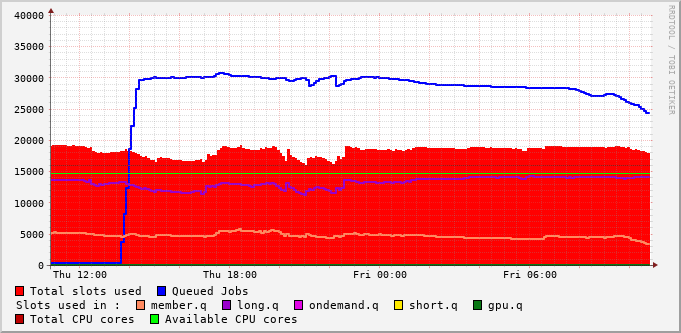 40000
35000
30000
25000
20000
15000
10000
5000
0
Thu 12:00 Thu 18:00 Fri 00:00 Fri 06:00
Total slots used Queued Jobs
Slots used in : member.q long.q ondemand.q short.q gpu.q
Total CPU cores Available CPU cores
RRDTOOL / TOBI OETIKER